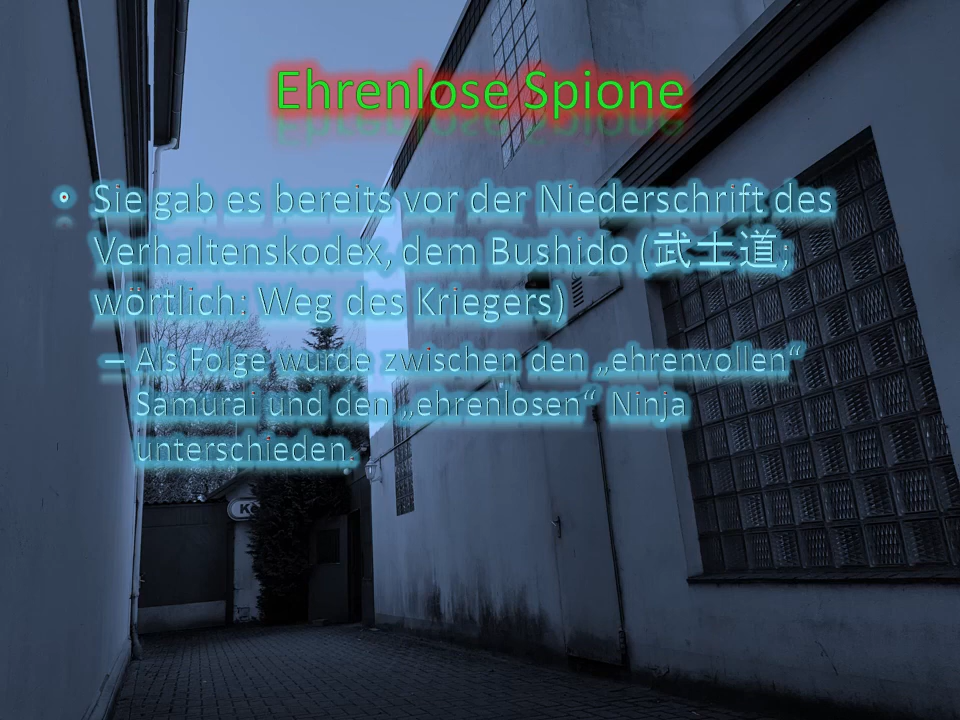 Ehrenlose Spione
• Sie gab es bereits vor der Niederschrift des
Verhaltenskodex, dem Bushido (武士道;
wörtlich: Weg des Kriegers)
– Als Folge wurde zwischen den „ehrenvollen“
Samurai und den „ehrenlosen“ Ninja
unterschieden.